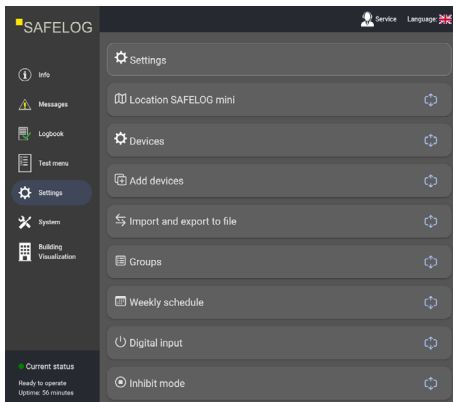 SAFELOG
Service
Language:
Info
Messages
Logbook
Test menu
Settings
System
Building
Visualization
Current status
Ready to operate
Uptime: 56 minutes
Settings
Location SAFELOG mini
Devices
Add devices
Import and export to file
Groups
Weekly schedule
Digital input
Inhibit mode